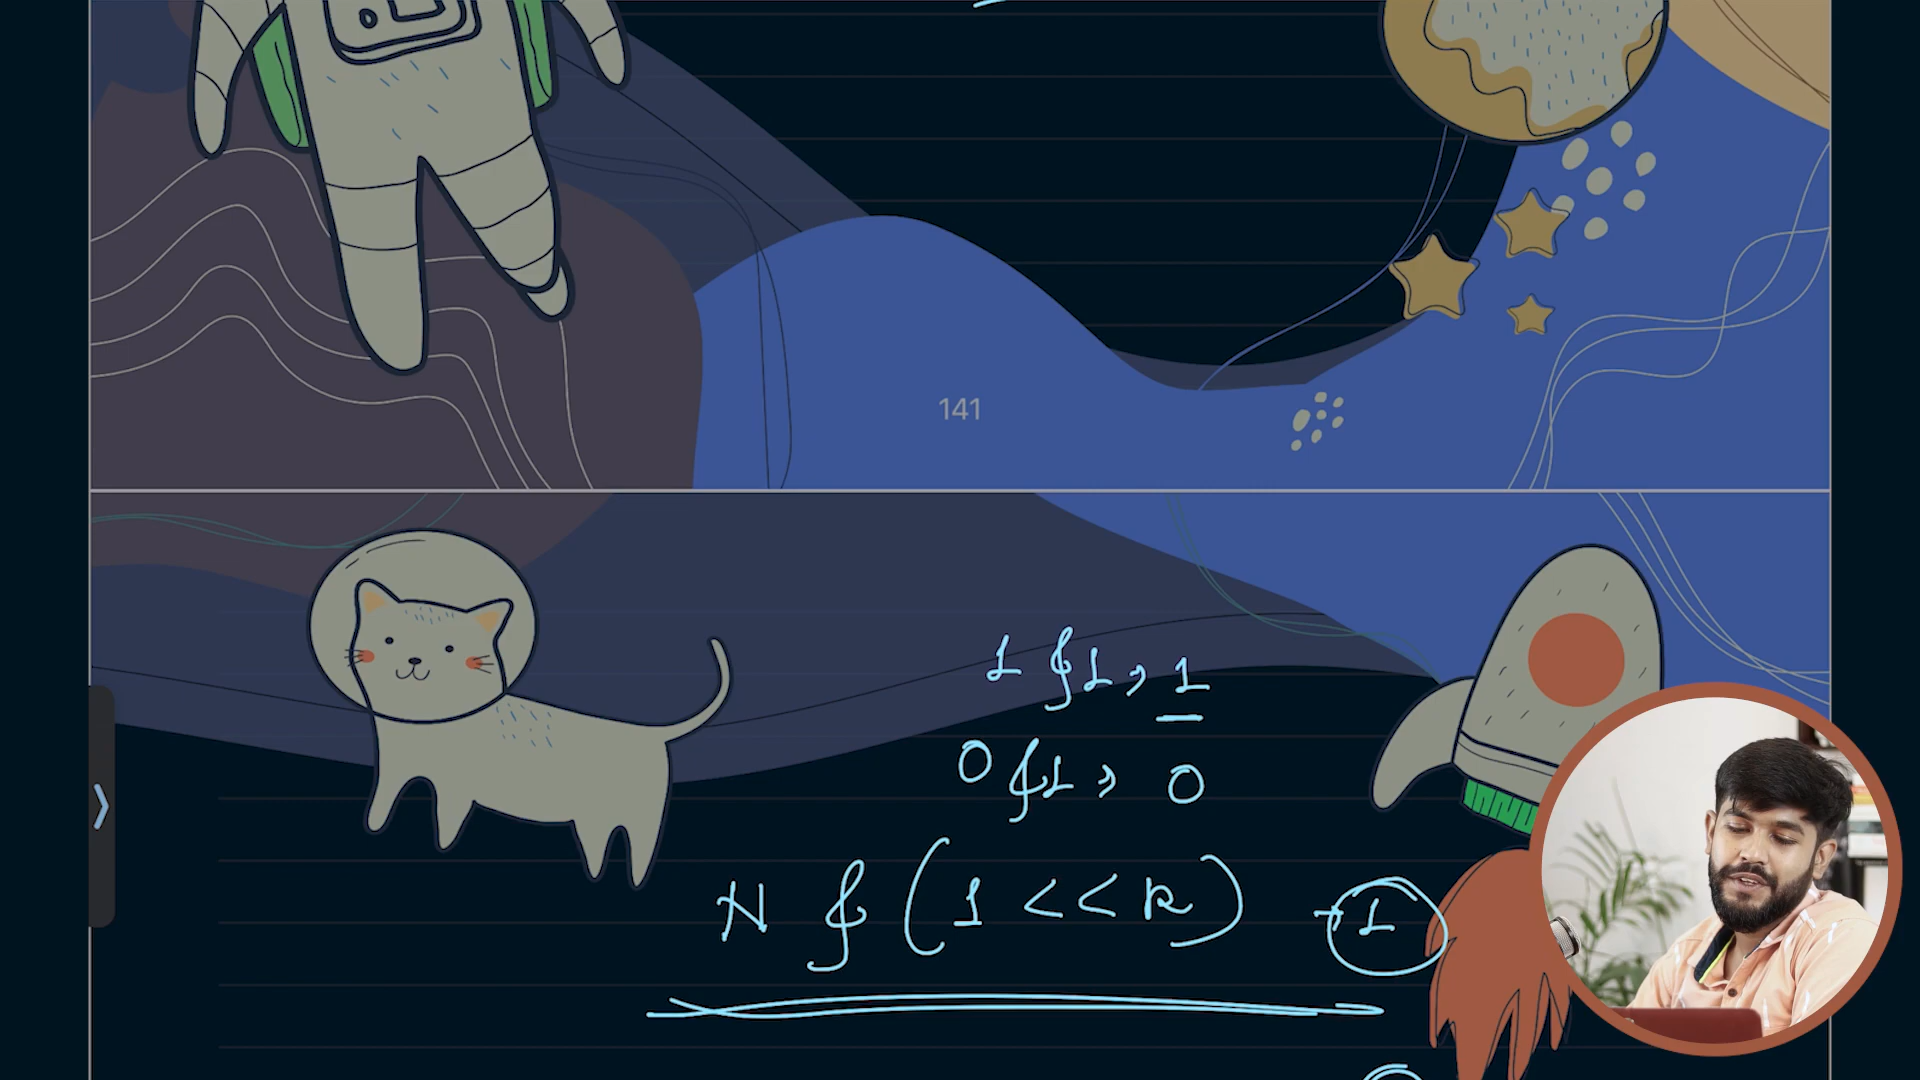 141
1 & 1 , 1
0 & 1 , 0
N & (1 << k) → 1